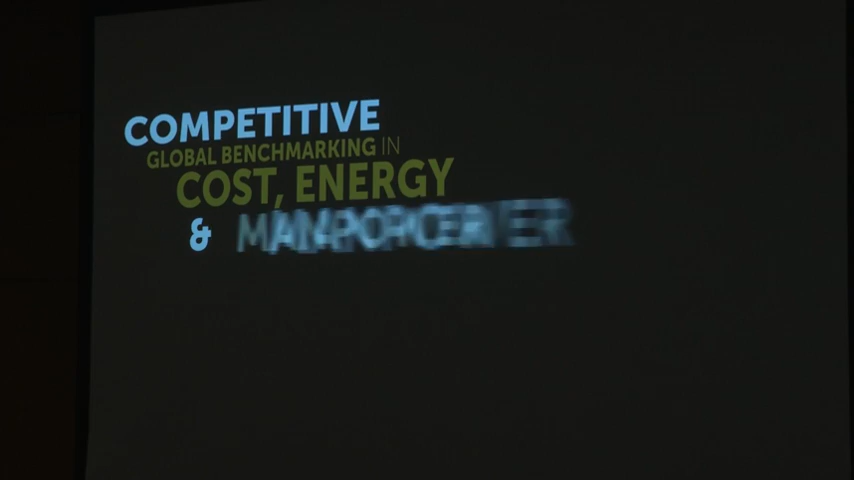 COMPETITIVE
GLOBAL BENCHMARKING IN
COST, ENERGY
&